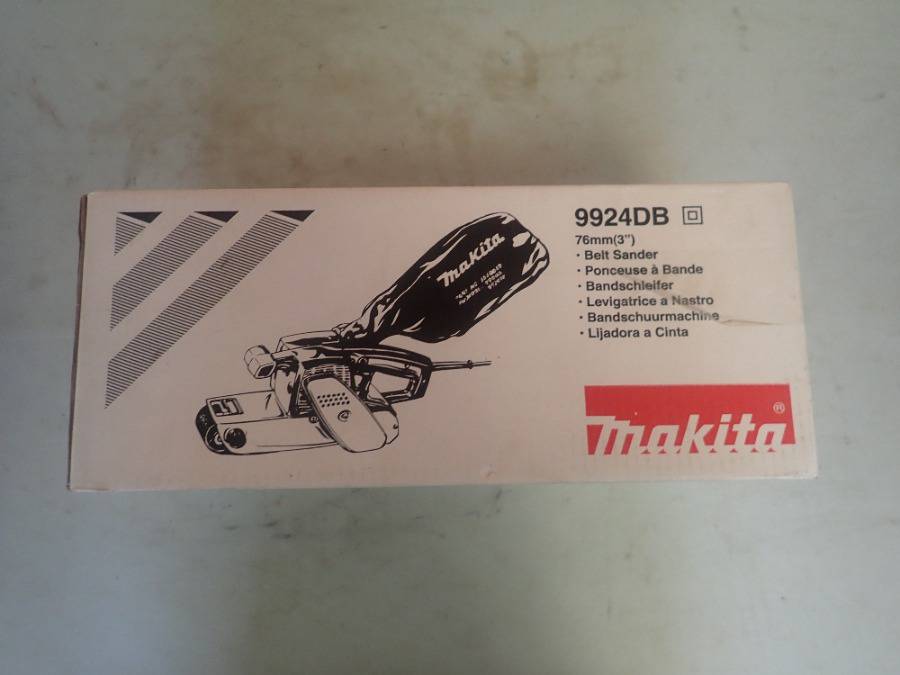 9924DB
76mm(3")
· Belt Sander
· Ponceuse à Bande
· Bandschleifer
· Levigatrice a Nastro
· Bandschuurmachine
· Lijadora a Cinta
makita®
makita